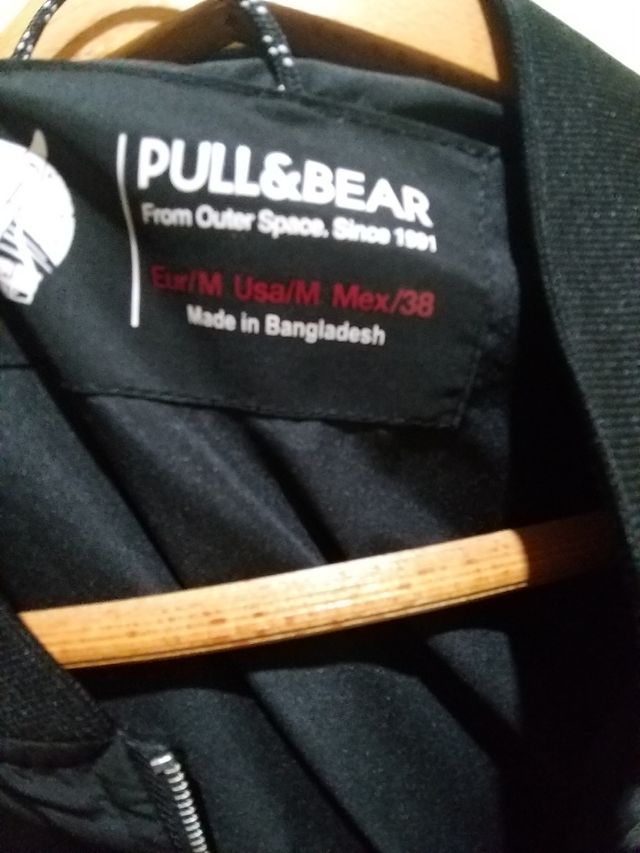 PULL&BEAR
From Outer Space. Since 1991
Eur/M Usa/M Mex/38
Made in Bangladesh